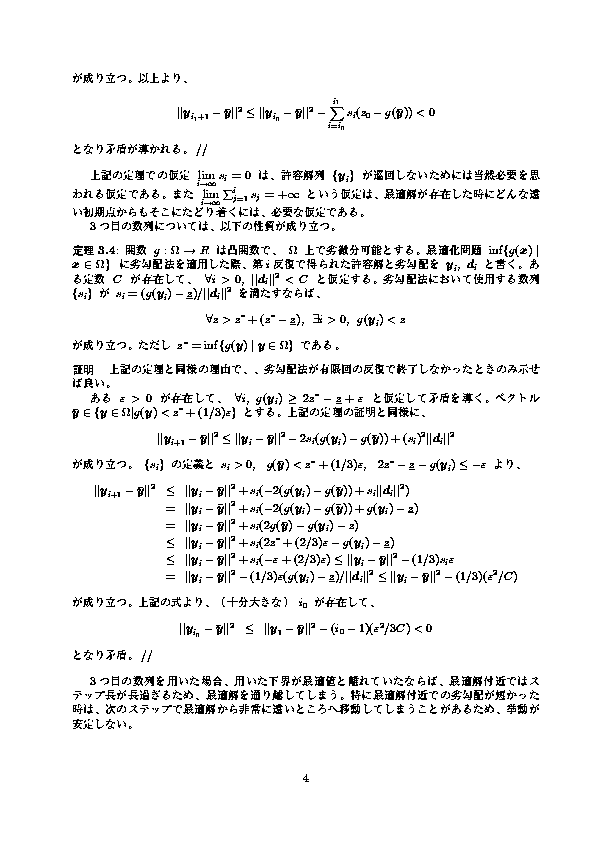 が成り立つ。以上より、
||y_{i_1+1} − ȳ||² ≤ ||y_{i_0} − ȳ||² − Σ_{i=i_0}^{i_1} s_i(z_0 − g(ȳ)) < 0
となり矛盾が導かれる。//
上記の定理での仮定 lim_{i→∞} s_i = 0 は、許容解列 {y_i} が巡回しないためには当然必要を思
われる仮定である。また lim_{i→∞} Σ_{j=1}^{i} s_j = +∞ という仮定は、最適解が存在した時にどんな遠
い初期点からもそこにたどり着くには、必要な仮定である。
3つ目の数列については、以下の性質が成り立つ。
定理 3.4: 関数 g : Ω → R は凸関数で、 Ω 上で劣微分可能とする。最適化問題 inf{g(x) |
x ∈ Ω} に劣勾配法を適用した際、第 i 反復で得られた許容解と劣勾配を y_i, d_i と書く。あ
る定数 C が存在して、 ∀i > 0, ||d_i||² < C と仮定する。劣勾配法において使用する数列
{s_i} が s_i = (g(y_i) − z̲)/||d_i||² を満たすならば、
∀z > z* + (z* − z̲), ∃i > 0, g(y_i) < z
が成り立つ。ただし z* = inf{g(y) | y ∈ Ω} である。
証明 上記の定理と同様の理由で、、劣勾配法が有限回の反復で終了しなかったときのみ示せ
ば良い。
ある ε > 0 が存在して、 ∀i, g(y_i) ≥ 2z* − z̲ + ε と仮定して矛盾を導く。ベクトル
ȳ ∈ {y ∈ Ω|g(y) < z* + (1/3)ε} とする。上記の定理の証明と同様に、
||y_{i+1} − ȳ||² ≤ ||y_i − ȳ||² − 2s_i(g(y_i) − g(ȳ)) + (s_i)²||d_i||²
が成り立つ。 {s_i} の定義と s_i > 0, g(ȳ) < z* + (1/3)ε, 2z* − z̲ − g(y_i) ≤ −ε より、
||y_{i+1} − ȳ||² ≤ ||y_i − ȳ||² + s_i(−2(g(y_i) − g(ȳ)) + s_i||d_i||²)
= ||y_i − ȳ||² + s_i(−2(g(y_i) − g(ȳ)) + g(y_i) − z̲)
= ||y_i − ȳ||² + s_i(2g(ȳ) − g(y_i) − z̲)
≤ ||y_i − ȳ||² + s_i(2z* + (2/3)ε − g(y_i) − z̲)
≤ ||y_i − ȳ||² + s_i(−ε + (2/3)ε) ≤ ||y_i − ȳ||² − (1/3)s_iε
= ||y_i − ȳ||² − (1/3)ε(g(y_i) − z̲)/||d_i||² ≤ ||y_i − ȳ||² − (1/3)(ε²/C)
が成り立つ。上記の式より、（十分大きな） i_0 が存在して、
||y_{i_0} − ȳ||² ≤ ||y_1 − ȳ||² − (i_0 − 1)(ε²/3C) < 0
となり矛盾。//
3つ目の数列を用いた場合、用いた下界が最適値と離れていたならば、最適解付近ではス
テップ長が長過ぎるため、最適解を通り越してしまう。特に最適解付近での劣勾配が短かった
時は、次のステップで最適解から非常に遠いところへ移動してしまうことがあるため、挙動が
安定しない。
4